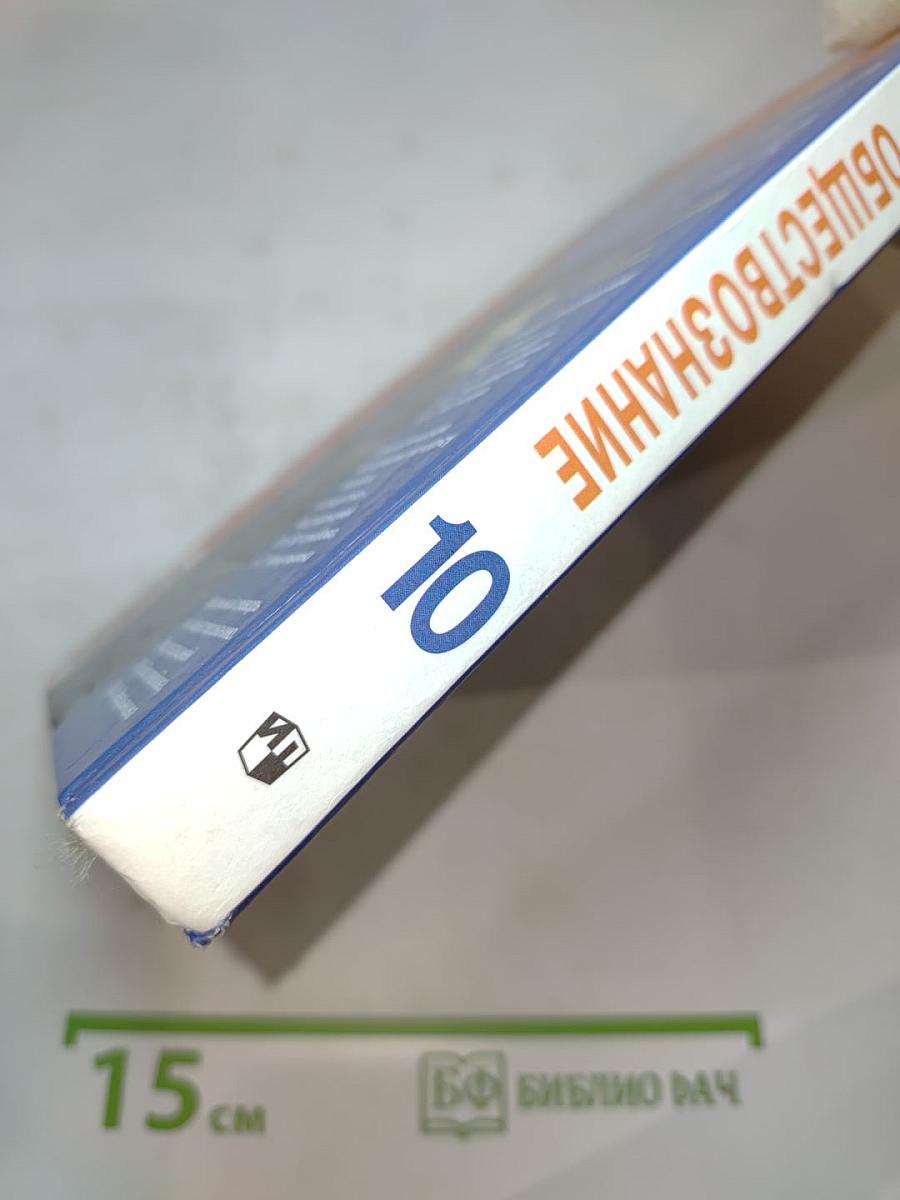 ОБЩЕСТВОЗНАНИЕ
10
15 см
БФ БИБЛИО РАЧ